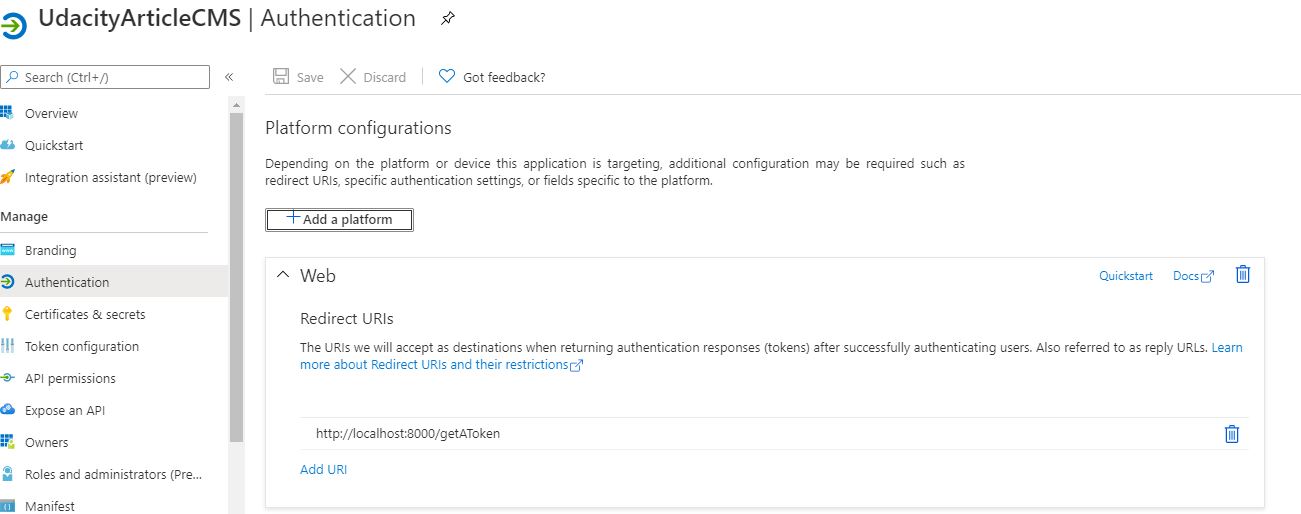 UdacityArticleCMS | Authentication
Search (Ctrl+/)
«
Overview
Quickstart
Integration assistant (preview)
Manage
Branding
Authentication
Certificates & secrets
Token configuration
API permissions
Expose an API
Owners
Roles and administrators (Pre...
Manifest
Save
Discard
Got feedback?
Platform configurations
Depending on the platform or device this application is targeting, additional configuration may be required such as
redirect URIs, specific authentication settings, or fields specific to the platform.
Add a platform
Web
Quickstart
Docs
Redirect URIs
The URIs we will accept as destinations when returning authentication responses (tokens) after successfully authenticating users. Also referred to as reply URLs. Learn
more about Redirect URIs and their restrictions
http://localhost:8000/getAToken
Add URI